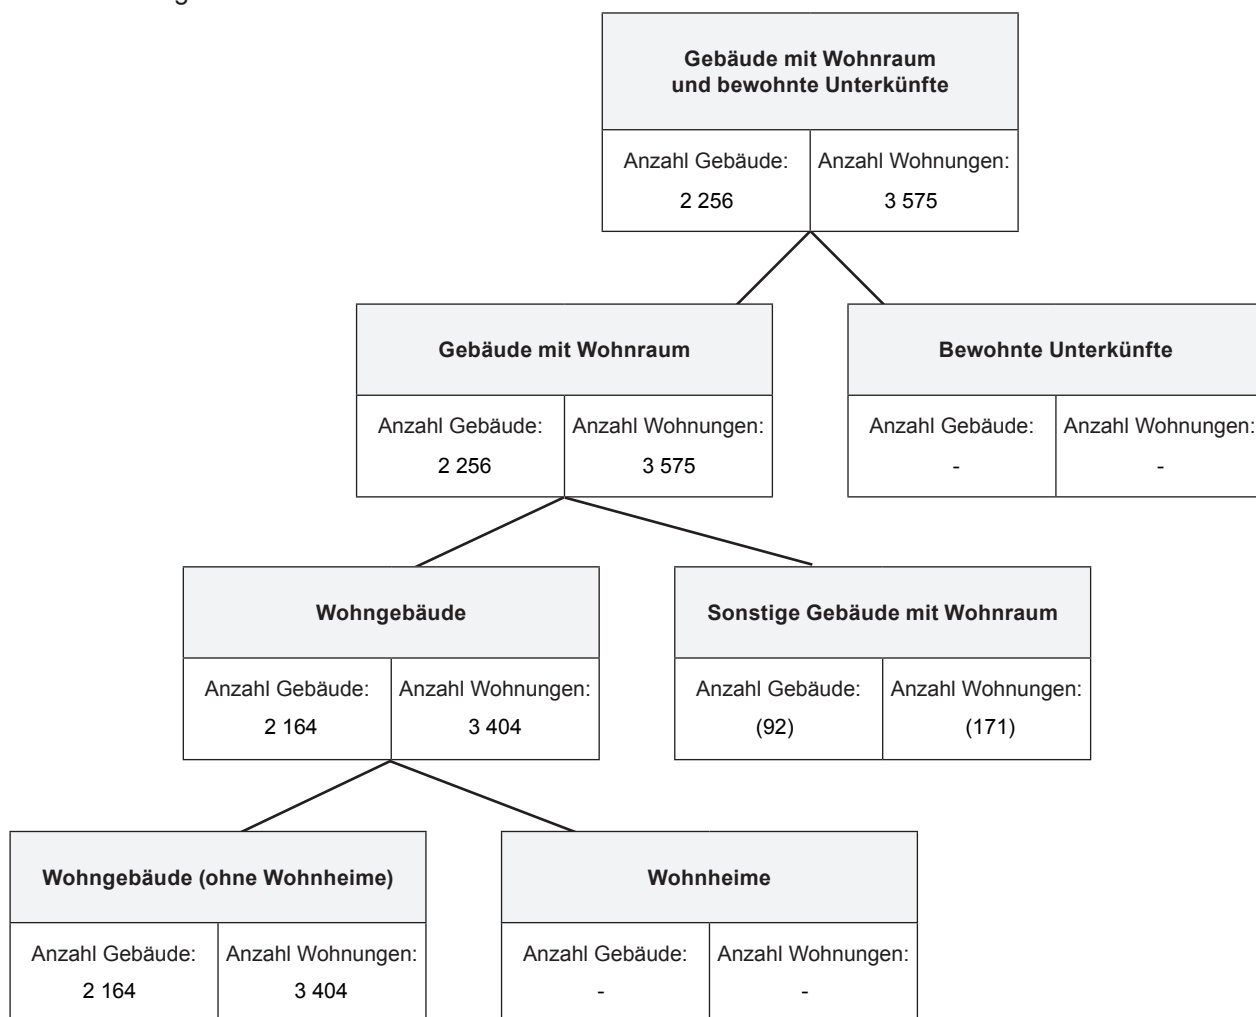 Gebäude mit Wohnraum
und bewohnte Unterkünfte
Anzahl Gebäude: Anzahl Wohnungen:
2 256 3 575
Gebäude mit Wohnraum
Anzahl Gebäude: Anzahl Wohnungen:
2 256 3 575
Bewohnte Unterkünfte
Anzahl Gebäude: Anzahl Wohnungen:
- -
Wohngebäude
Anzahl Gebäude: Anzahl Wohnungen:
2 164 3 404
Sonstige Gebäude mit Wohnraum
Anzahl Gebäude: Anzahl Wohnungen:
(92) (171)
Wohngebäude (ohne Wohnheime)
Anzahl Gebäude: Anzahl Wohnungen:
2 164 3 404
Wohnheime
Anzahl Gebäude: Anzahl Wohnungen:
- -